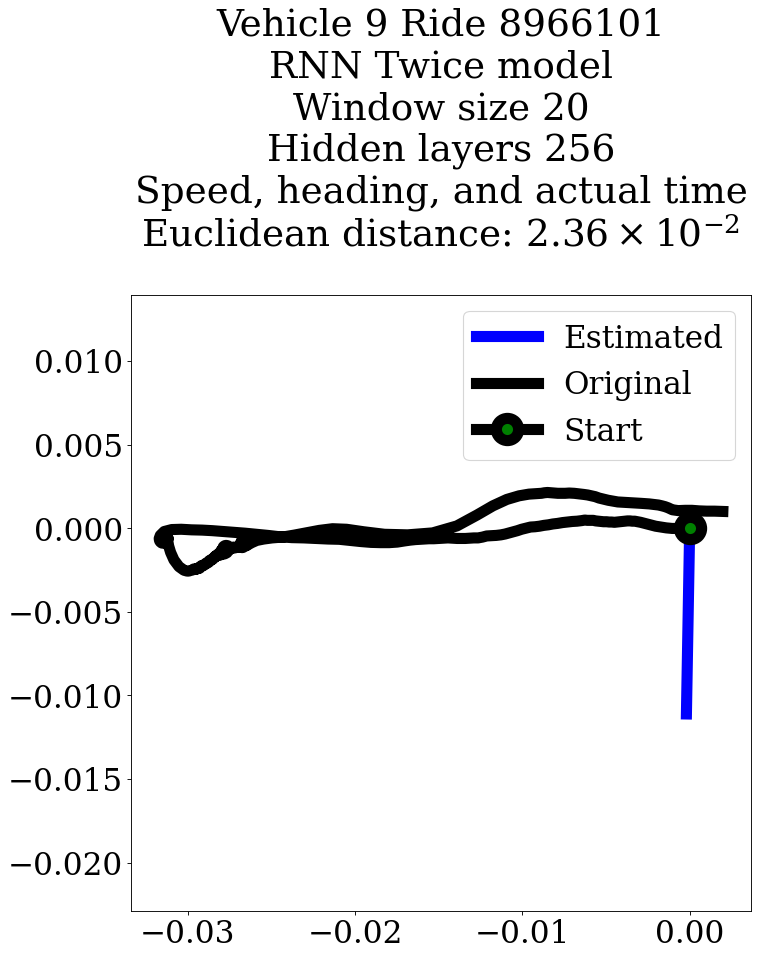 Vehicle 9 Ride 8966101
RNN Twice model
Window size 20
Hidden layers 256
Speed, heading, and actual time
Euclidean distance: 2.36 × 10⁻²
Estimated
Original
Start
0.010
0.005
0.000
−0.005
−0.010
−0.015
−0.020
−0.03
−0.02
−0.01
0.00